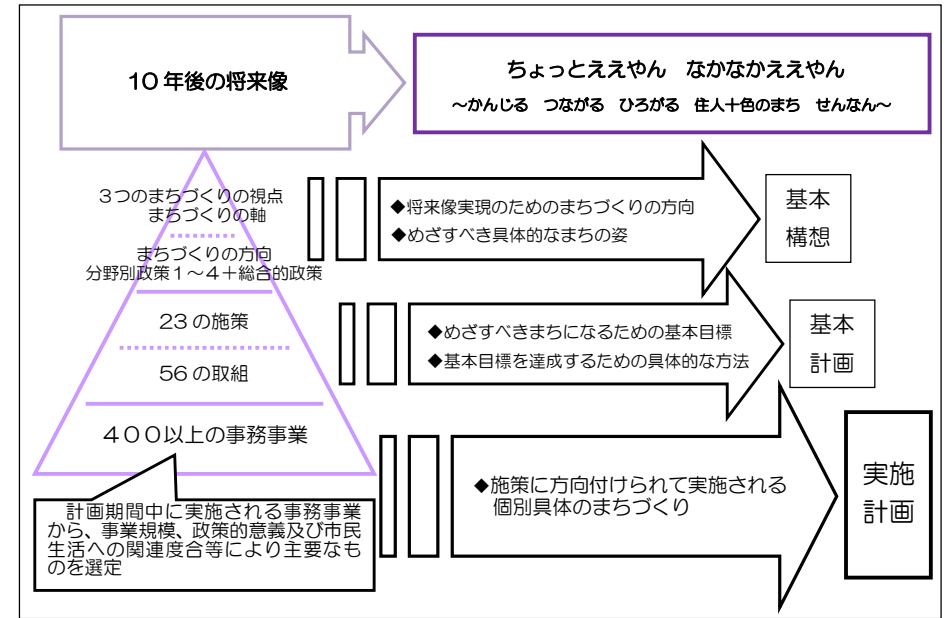 10年後の将来像
ちょっとええやん なかなかええやん
～かんじる つながる ひろがる 住人十色のまち せんなん～
３つのまちづくりの視点
まちづくりの軸
まちづくりの方向
分野別政策１～４＋総合的政策
◆将来像実現のためのまちづくりの方向
◆めざすべき具体的なまちの姿
基本
構想
23の施策
56の取組
◆めざすべきまちになるための基本目標
◆基本目標を達成するための具体的な方法
基本
計画
４００以上の事務事業
◆施策に方向付けられて実施される
個別具体のまちづくり
実施
計画
計画期間中に実施される事務事業
から、事業規模、政策的意義及び市民
生活への関連度合等により主要なも
のを選定